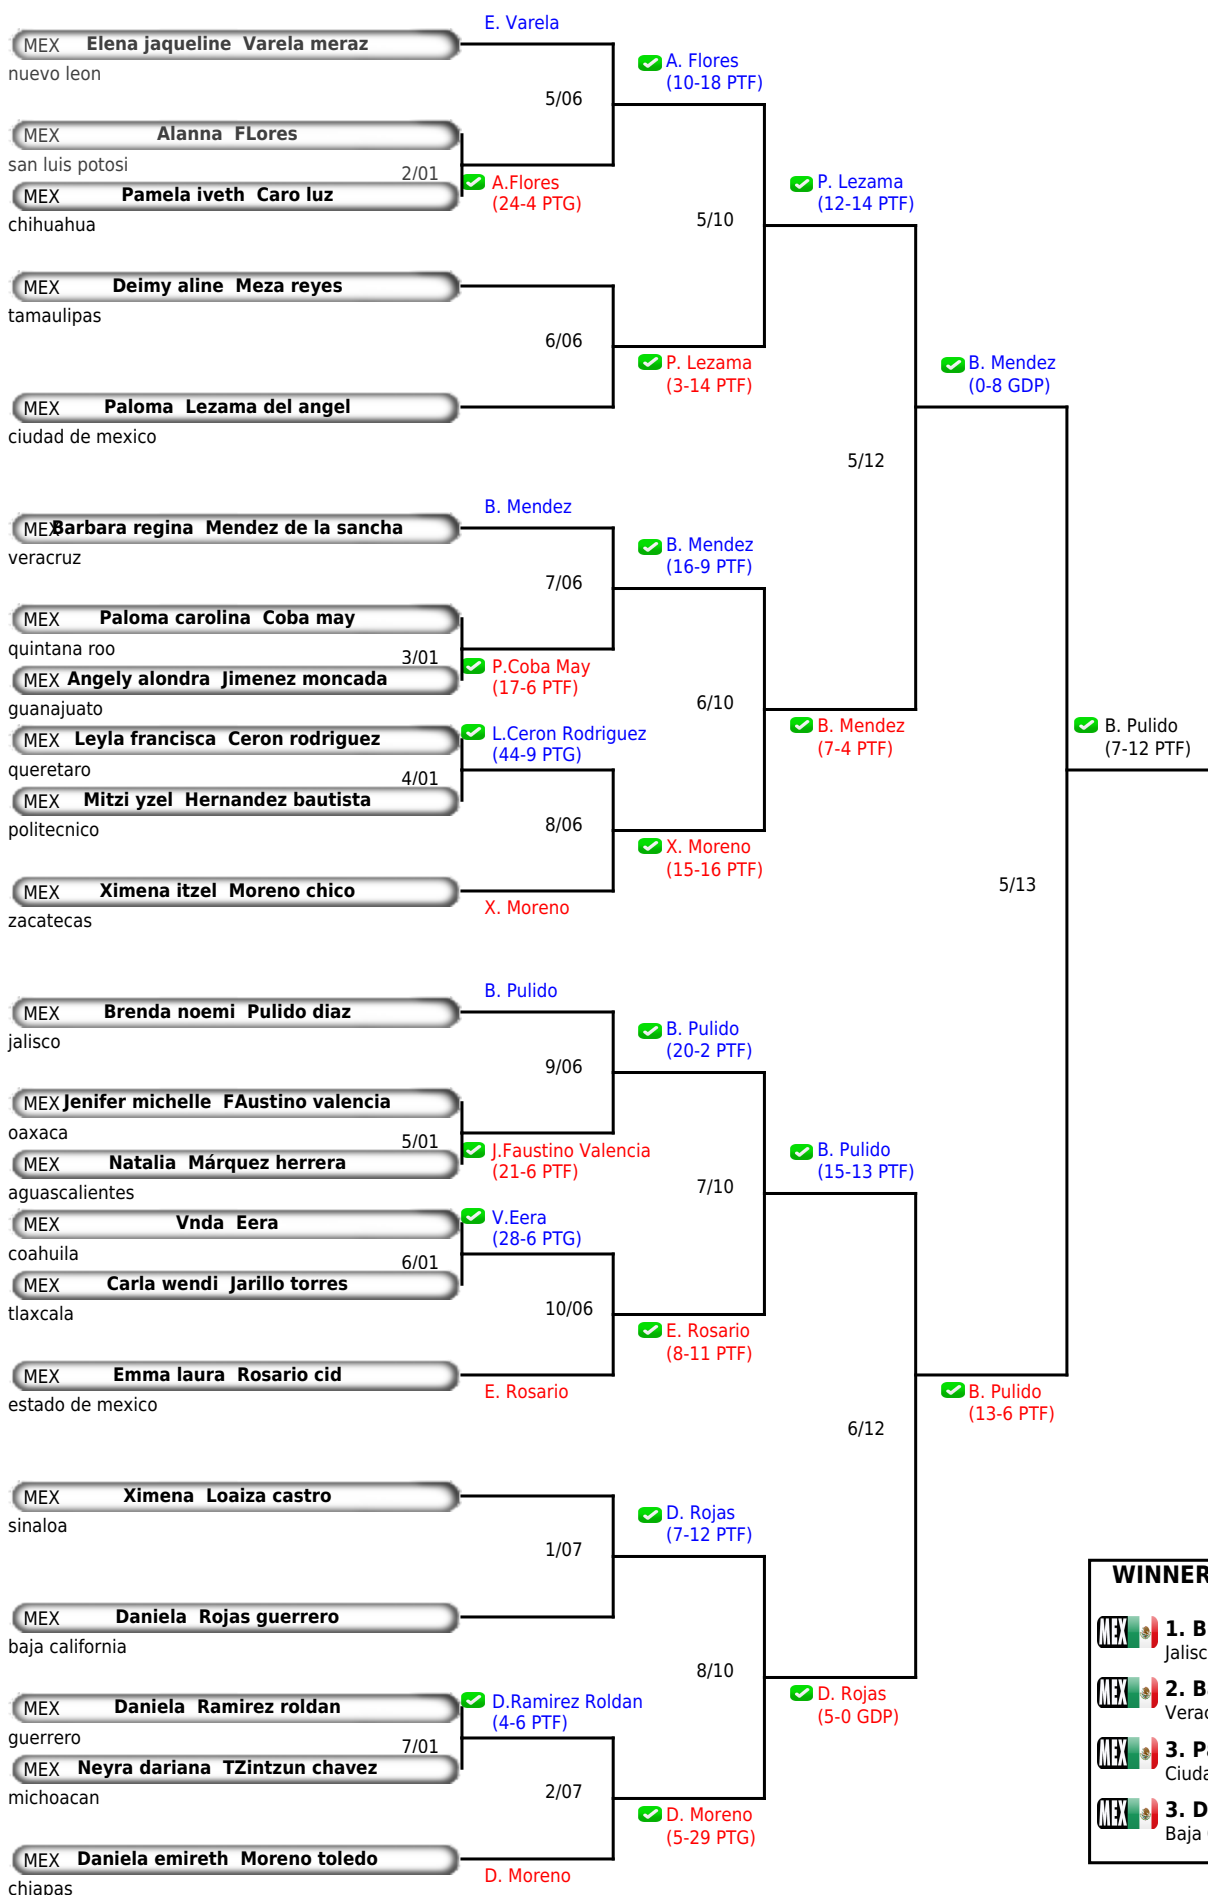 E. Varela
MEX Elena jaqueline Varela meraz
nuevo leon
A. Flores
(10-18 PTF)
5/06
MEX Alanna FLores
san luis potosi
2/01
A.Flores
(24-4 PTG)
MEX Pamela iveth Caro luz
chihuahua
P. Lezama
(12-14 PTF)
5/10
MEX Deimy aline Meza reyes
tamaulipas
6/06
P. Lezama
(3-14 PTF)
B. Mendez
(0-8 GDP)
MEX Paloma Lezama del angel
ciudad de mexico
5/12
B. Mendez
MEX Barbara regina Mendez de la sancha
veracruz
B. Mendez
(16-9 PTF)
7/06
MEX Paloma carolina Coba may
quintana roo
3/01
P.Coba May
(17-6 PTF)
MEX Angely alondra Jimenez moncada
guanajuato
6/10
B. Mendez
(7-4 PTF)
B. Pulido
(7-12 PTF)
MEX Leyla francisca Ceron rodriguez
L.Ceron Rodriguez
(44-9 PTG)
queretaro
4/01
MEX Mitzi yzel Hernandez bautista
politecnico
8/06
X. Moreno
(15-16 PTF)
MEX Ximena itzel Moreno chico
X. Moreno
zacatecas
5/13
B. Pulido
MEX Brenda noemi Pulido diaz
jalisco
B. Pulido
(20-2 PTF)
9/06
MEX Jenifer michelle FAustino valencia
oaxaca
5/01
J.Faustino Valencia
(21-6 PTF)
MEX Natalia Márquez herrera
aguascalientes
B. Pulido
(15-13 PTF)
7/10
MEX Vnda Eera
V.Eera
(28-6 PTG)
coahuila
6/01
MEX Carla wendi Jarillo torres
tlaxcala
10/06
E. Rosario
(8-11 PTF)
MEX Emma laura Rosario cid
E. Rosario
estado de mexico
B. Pulido
(13-6 PTF)
6/12
MEX Ximena Loaiza castro
sinaloa
D. Rojas
(7-12 PTF)
1/07
MEX Daniela Rojas guerrero
baja california
8/10
D. Rojas
(5-0 GDP)
MEX Daniela Ramirez roldan
D.Ramirez Roldan
(4-6 PTF)
guerrero
7/01
MEX Neyra dariana TZintzun chavez
michoacan
2/07
D. Moreno
(5-29 PTG)
MEX Daniela emireth Moreno toledo
D. Moreno
chiapas
WINNER
MEX 1. B
Jalisc
MEX 2. Ba
Verac
MEX 3. Pa
Ciuda
MEX 3. D
Baja